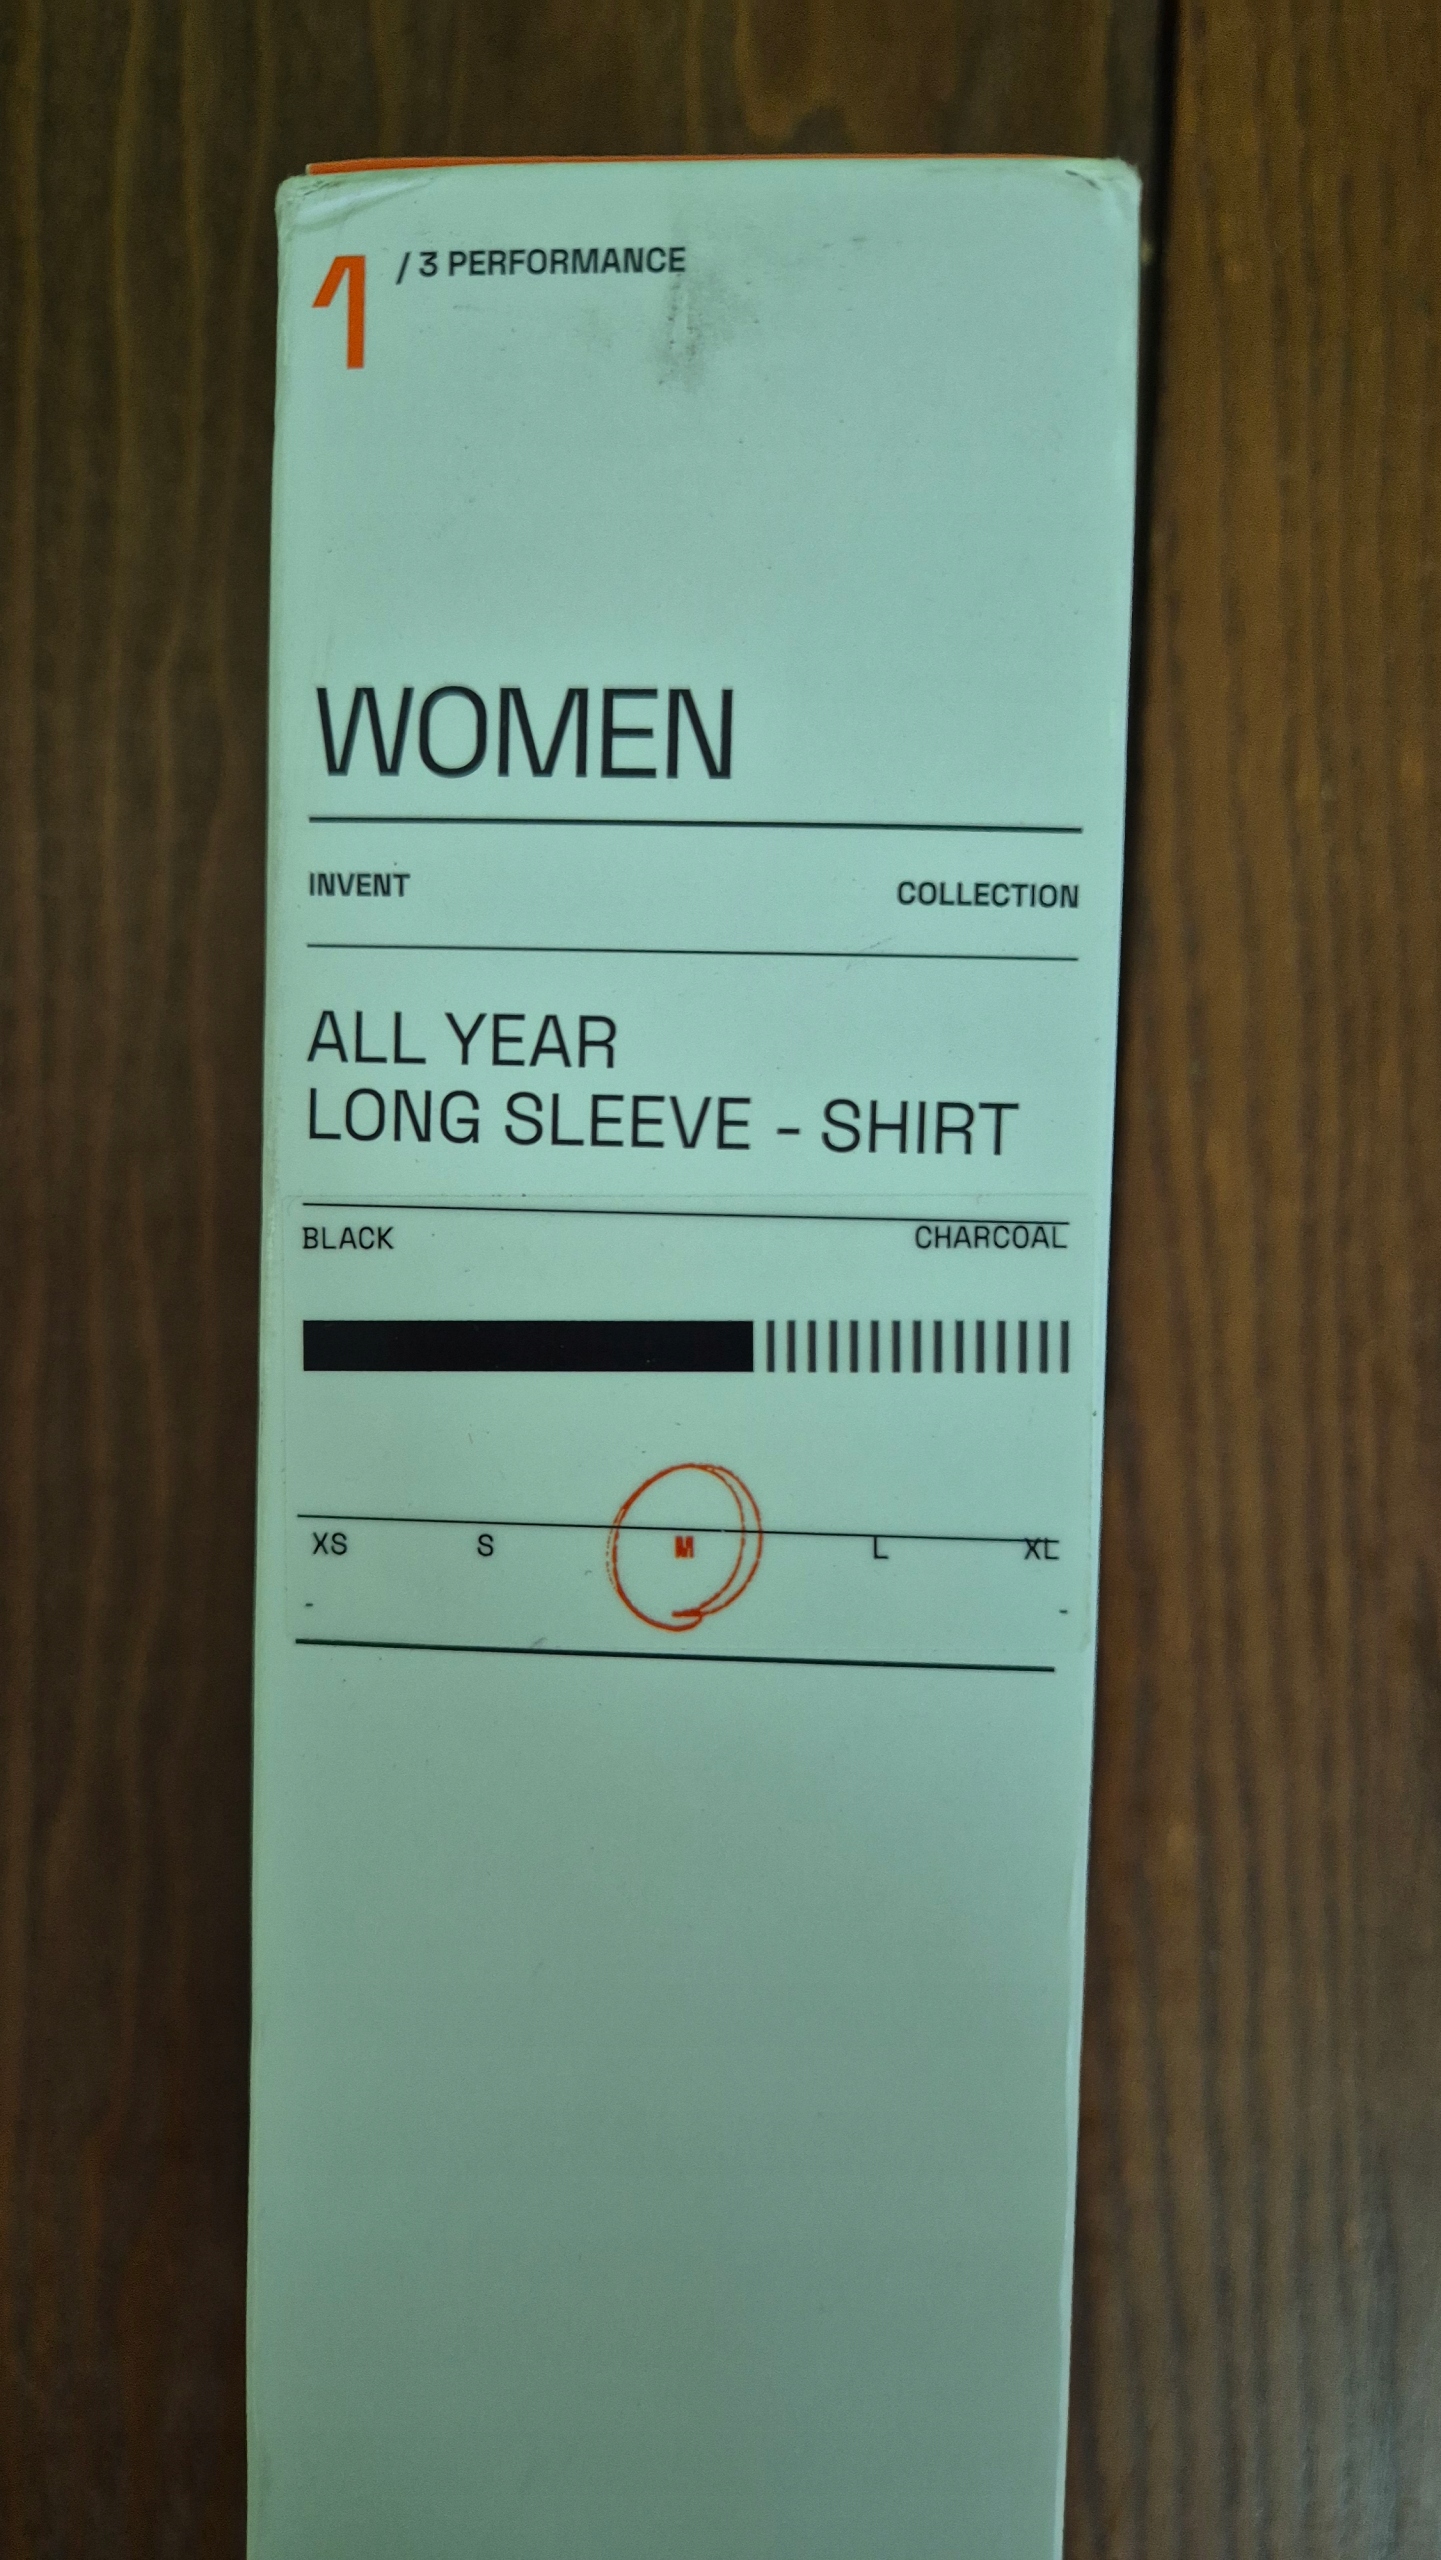 1 / 3 PERFORMANCE
WOMEN
INVENT COLLECTION
ALL YEAR
LONG SLEEVE - SHIRT
BLACK CHARCOAL
XS S M L XL
- -